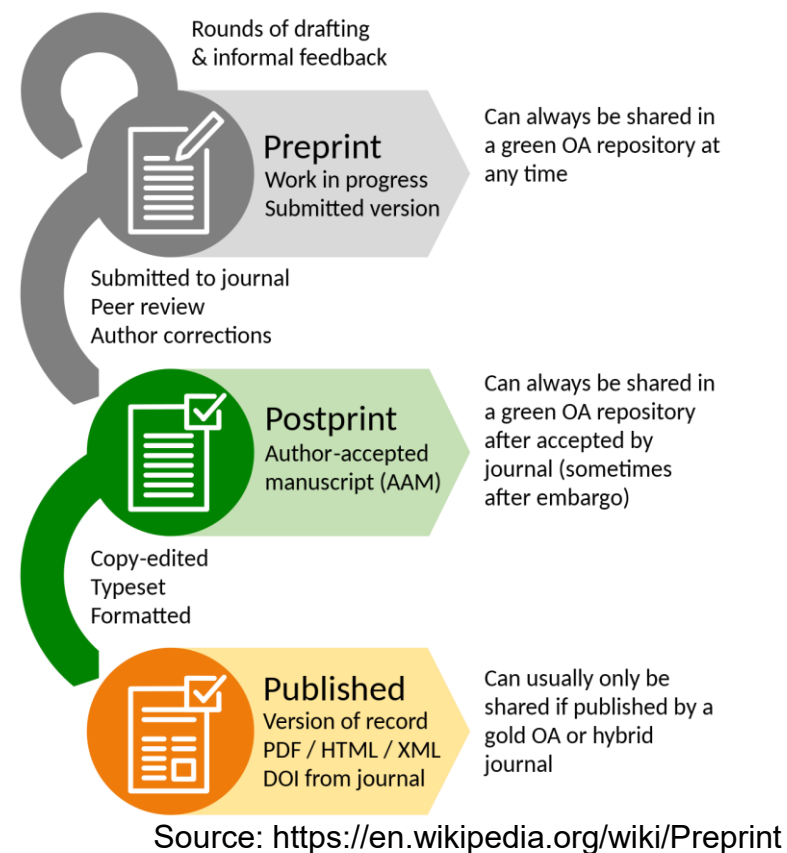 Rounds of drafting
& informal feedback
Preprint
Work in progress
Submitted version
Can always be shared in
a green OA repository at
any time
Submitted to journal
Peer review
Author corrections
Postprint
Author-accepted
manuscript (AAM)
Can always be shared in
a green OA repository
after accepted by
journal (sometimes
after embargo)
Copy-edited
Typeset
Formatted
Published
Version of record
PDF / HTML / XML
DOI from journal
Can usually only be
shared if published by a
gold OA or hybrid
journal
Source: https://en.wikipedia.org/wiki/Preprint